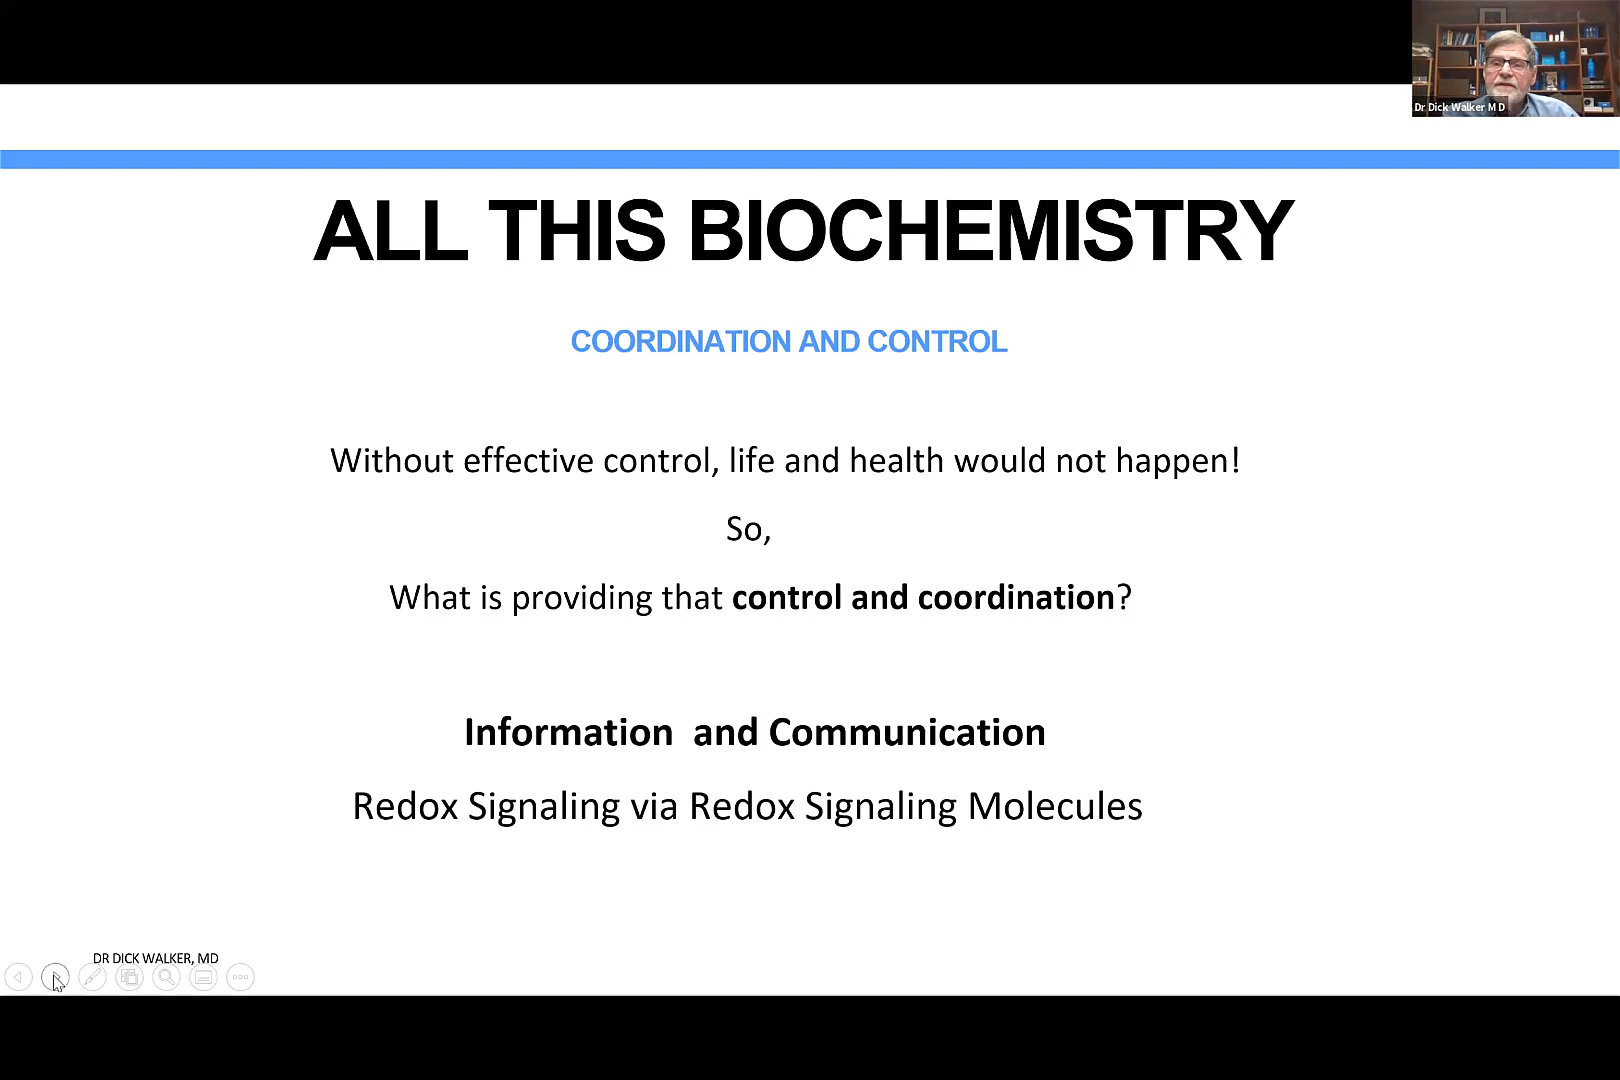 Dr Dick Walker M D
ALL THIS BIOCHEMISTRY
COORDINATION AND CONTROL
Without effective control, life and health would not happen!
So,
What is providing that control and coordination?
Information  and Communication
Redox Signaling via Redox Signaling Molecules
DR DICK WALKER, MD